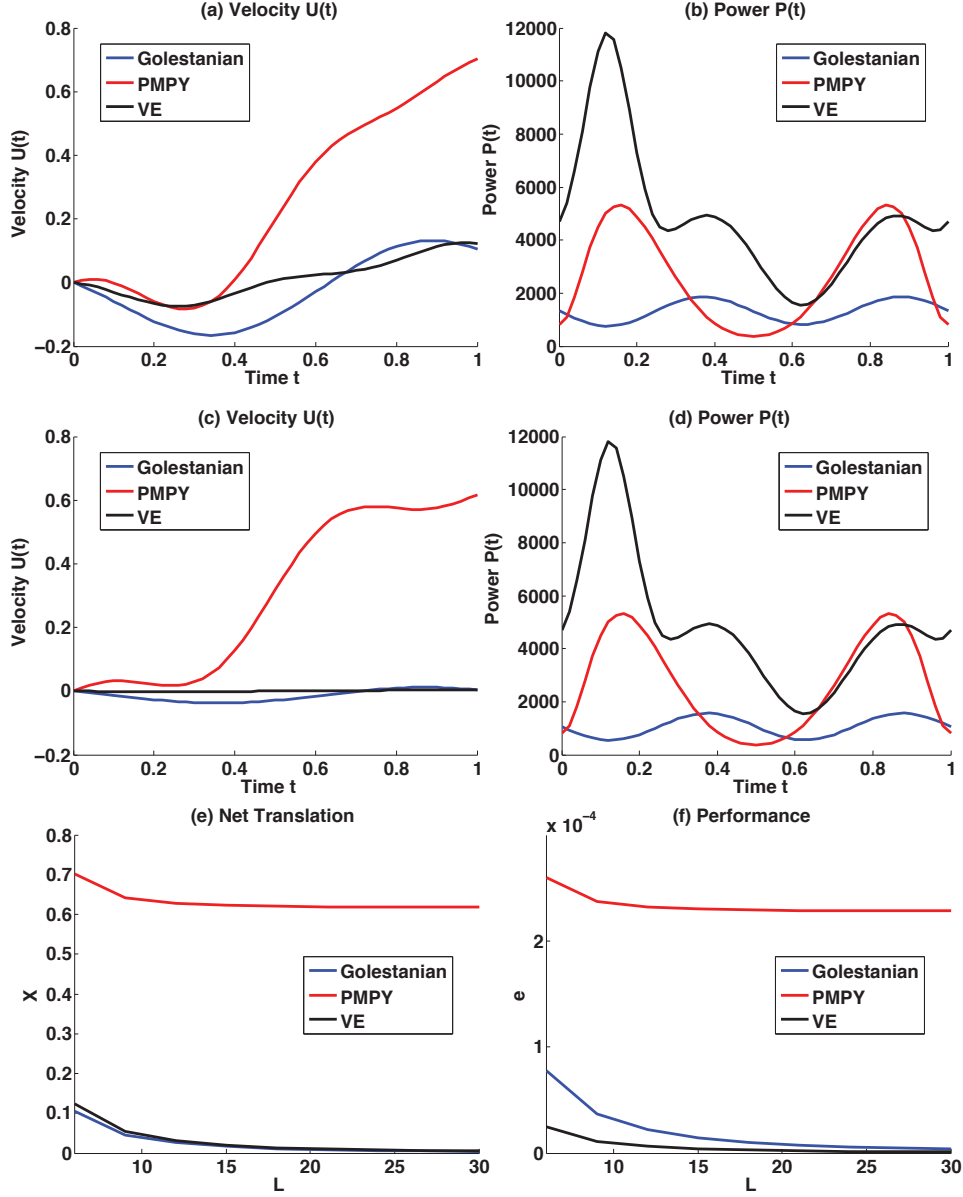 (a) Velocity U(t)
0.8
0.6
0.4
0.2
0
−0.2
0
0.2
0.4
0.6
0.8
1
Velocity U(t)
Time t
Golestanian
PMPY
VE
(b) Power P(t)
12000
10000
8000
6000
4000
2000
0
0
0.2
0.4
0.6
0.8
1
Power P(t)
Time t
Golestanian
PMPY
VE
(c) Velocity U(t)
0.8
0.6
0.4
0.2
0
−0.2
0
0.2
0.4
0.6
0.8
1
Velocity U(t)
Time t
Golestanian
PMPY
VE
(d) Power P(t)
12000
10000
8000
6000
4000
2000
0
0
0.2
0.4
0.6
0.8
1
Power P(t)
Time t
Golestanian
PMPY
VE
(e) Net Translation
0.8
0.7
0.6
0.5
0.4
0.3
0.2
0.1
0
10
15
20
25
30
X
L
Golestanian
PMPY
VE
(f) Performance
x 10⁻⁴
2
1
0
10
15
20
25
30
e
L
Golestanian
PMPY
VE